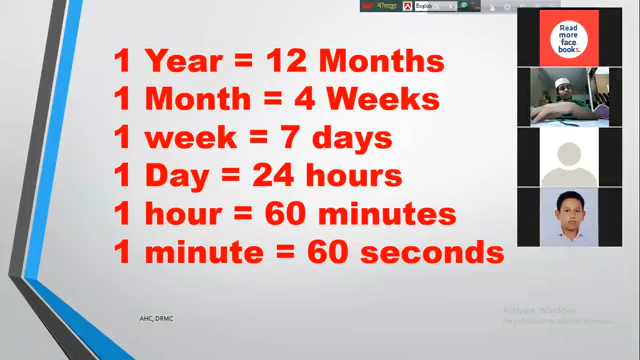 বাংলা
English
1 Year = 12 Months
1 Month = 4 Weeks
1 week = 7 days
1 Day = 24 hours
1 hour = 60 minutes
1 minute = 60 seconds
AHC, DRMC
Read
more
face
books.
Activate Windows